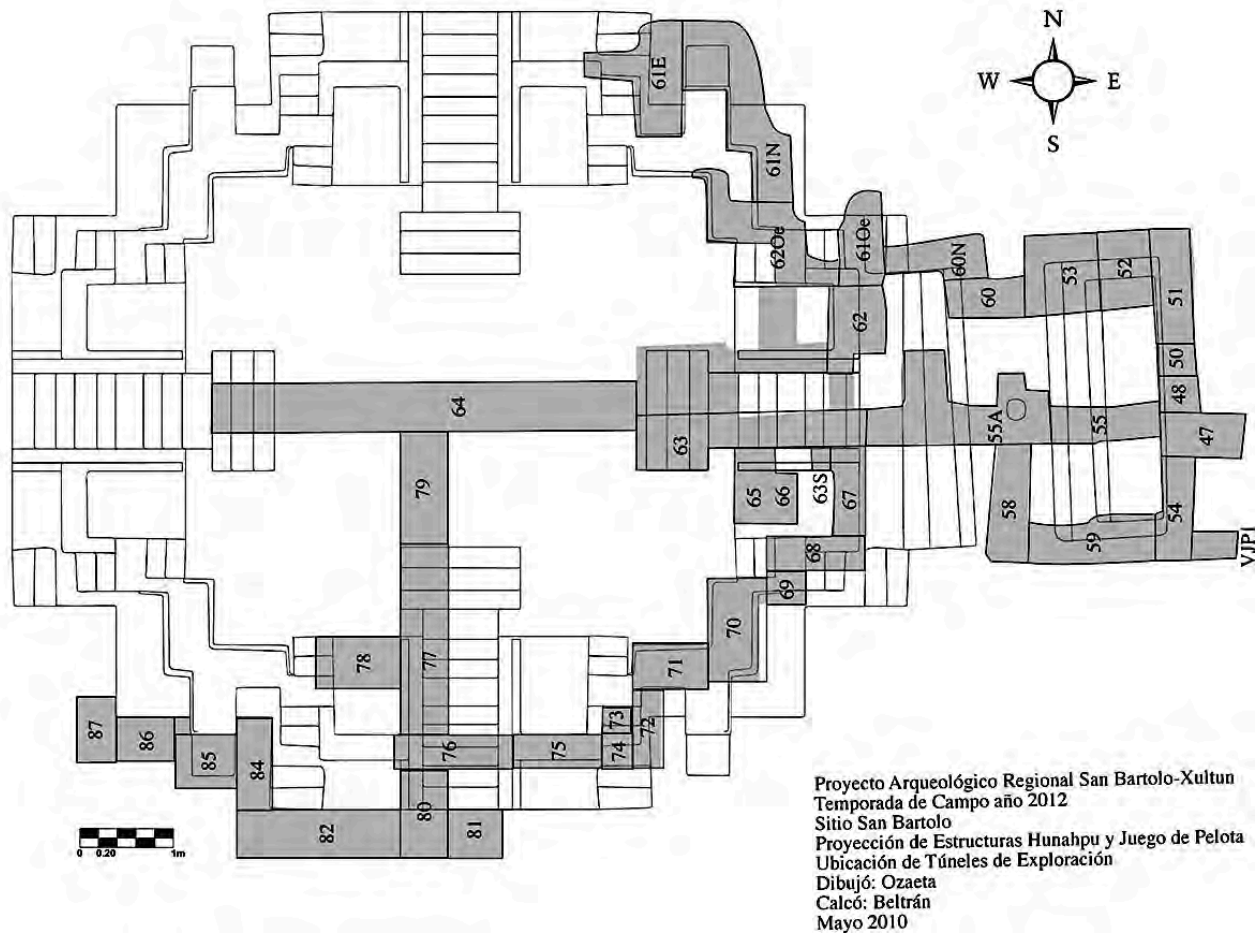 N
W E
S
61E
61N
62Oe
61Oe
60N
60
53
52
51
62
50
48
64
63
55A
55
47
79
65
66
63S
67
58
54
59
VJP1
68
69
70
78
77
71
87
86
85
84
76
75
73
74
72
82
80
81
0 0.20 1m
Proyecto Arqueológico Regional San Bartolo-Xultun
Temporada de Campo año 2012
Sitio San Bartolo
Proyección de Estructuras Hunahpu y Juego de Pelota
Ubicación de Túneles de Exploración
Dibujó: Ozaeta
Calcó: Beltrán
Mayo 2010